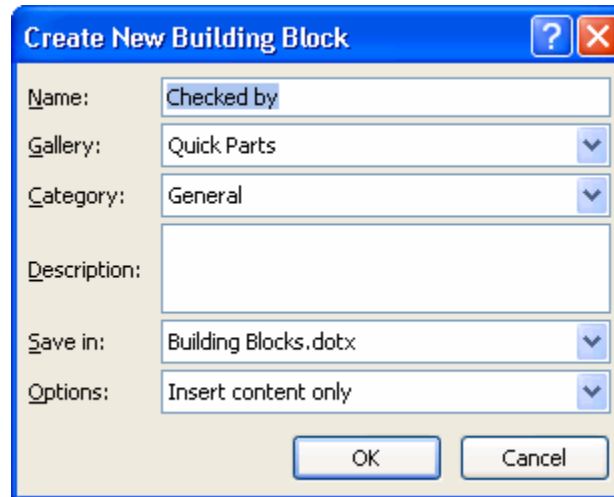 Create New Building Block ?
Name: Checked by
Gallery: Quick Parts
Category: General
Description:
Save in: Building Blocks.dotx
Options: Insert content only
OK Cancel